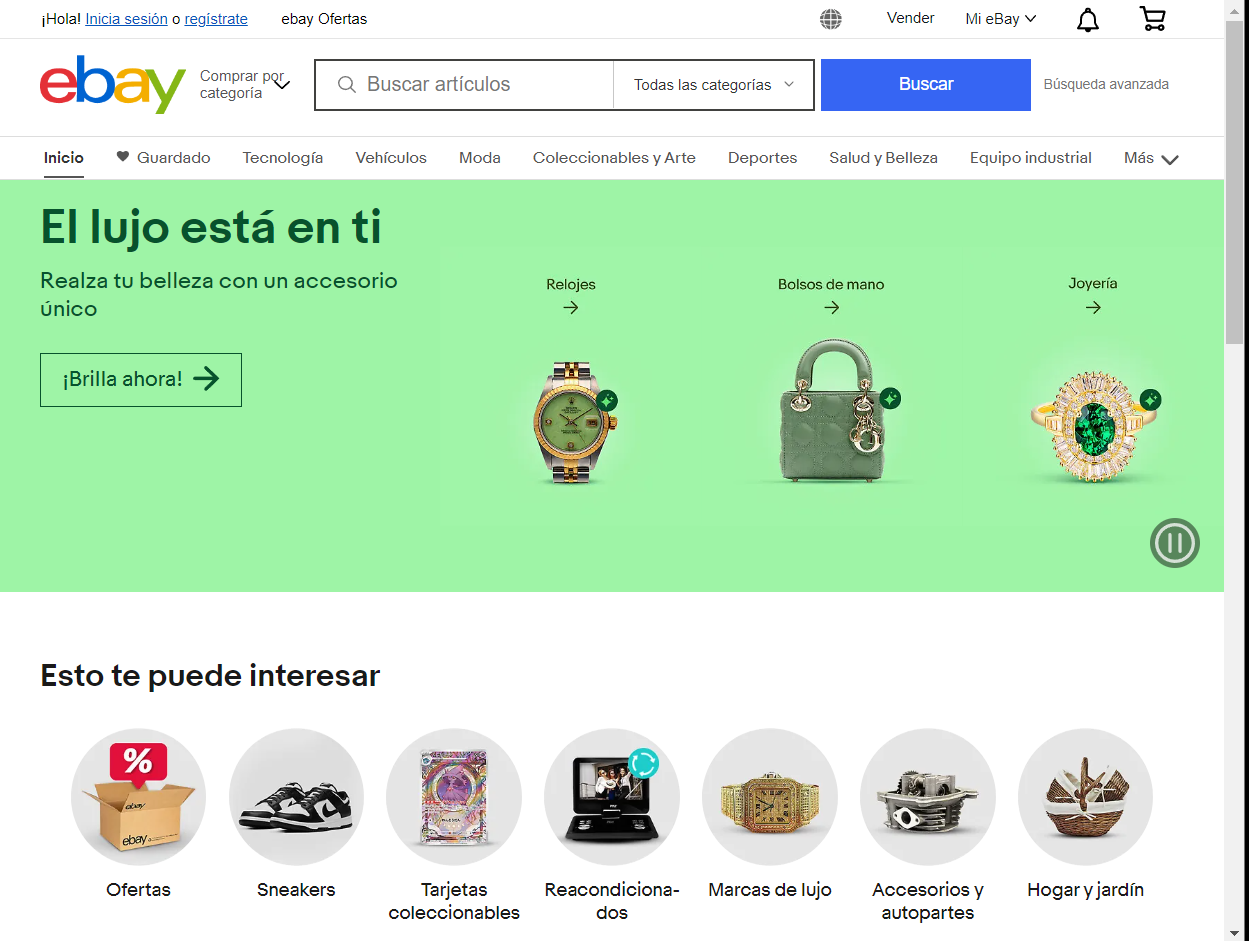 ¡Hola! Inicia sesión o regístrate
ebay Ofertas
Vender
Mi eBay
ebay
Comprar por
categoría
Buscar artículos
Todas las categorías
Buscar
Búsqueda avanzada
Inicio
Guardado
Tecnología
Vehículos
Moda
Coleccionables y Arte
Deportes
Salud y Belleza
Equipo industrial
Más
El lujo está en ti
Realza tu belleza con un accesorio
único
¡Brilla ahora!
Relojes
Bolsos de mano
Joyería
Esto te puede interesar
%
ebay
ebay
Ofertas
Sneakers
Tarjetas
coleccionables
Reacondiciona-
dos
Marcas de lujo
Accesorios y
autopartes
Hogar y jardín